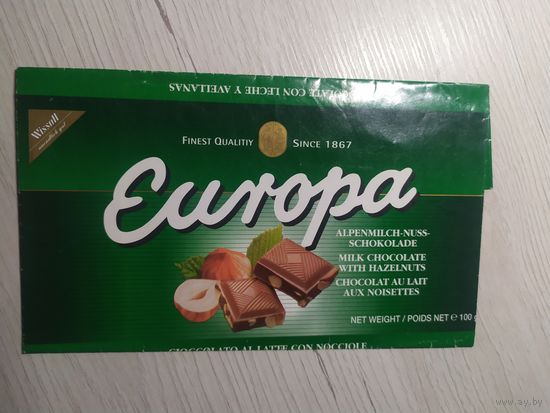 CHOCOLATE CON LECHE Y AVELLANAS
Wissoll
FINEST QUALITIY SINCE 1867
Europa
ALPENMILCH-NUSS-
SCHOKOLADE
MILK CHOCOLATE
WITH HAZELNUTS
CHOCOLAT AU LAIT
AUX NOISETTES
NET WEIGHT / POIDS NET ℮ 100 g
CIOCCOLATO AL LATTE CON NOCCIOLE
www.ay.by